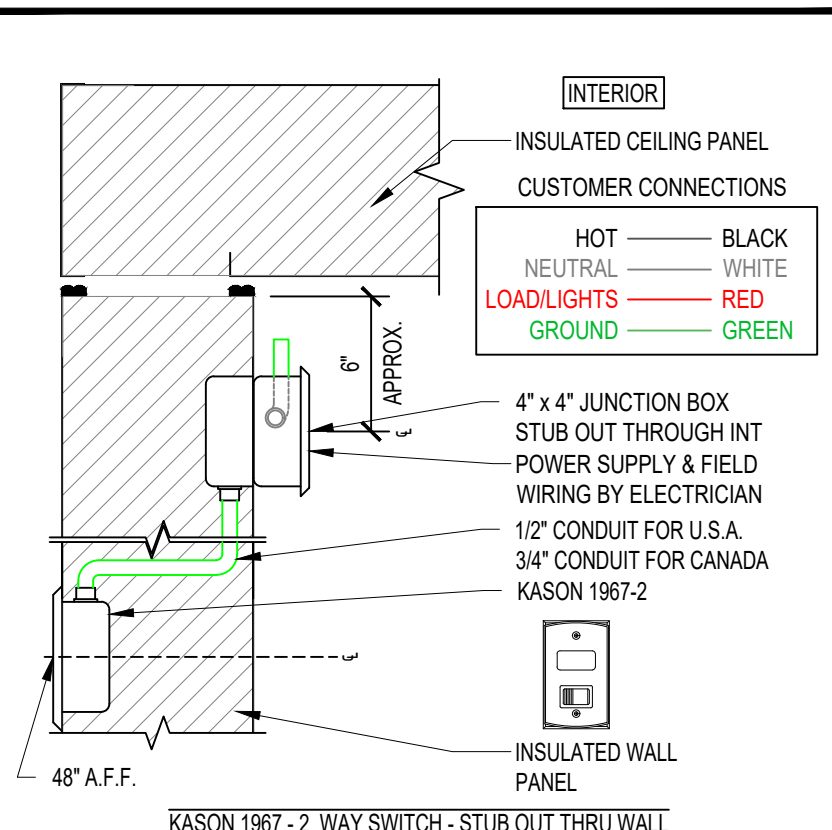 INTERIOR
INSULATED CEILING PANEL
CUSTOMER CONNECTIONS
HOT BLACK
NEUTRAL WHITE
LOAD/LIGHTS RED
GROUND GREEN
6"
APPROX.
4" x 4" JUNCTION BOX
STUB OUT THROUGH INT
POWER SUPPLY & FIELD
WIRING BY ELECTRICIAN
1/2" CONDUIT FOR U.S.A.
3/4" CONDUIT FOR CANADA
KASON 1967-2
INSULATED WALL
PANEL
48" A.F.F.
KASON 1967 - 2 WAY SWITCH - STUB OUT THRU WALL